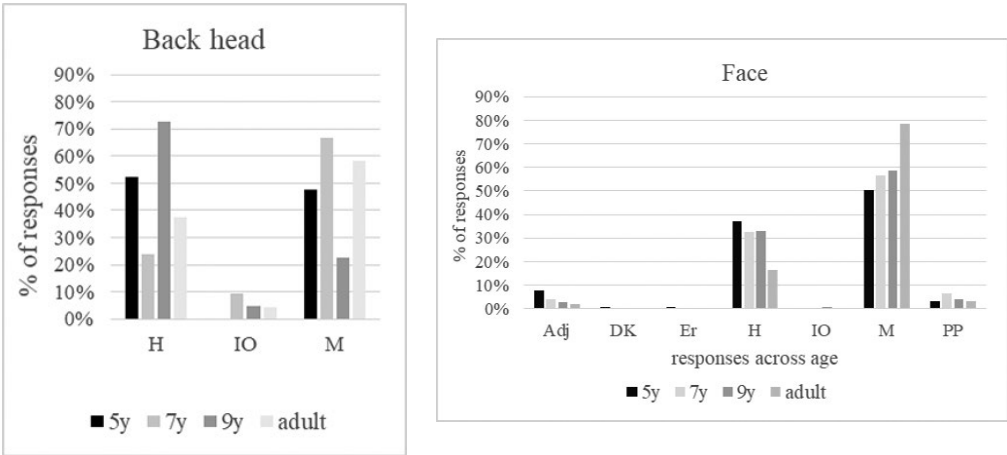 Back head
% of responses
90%
80%
70%
60%
50%
40%
30%
20%
10%
0%
H IO M
5y 7y 9y adult
Face
% of responses
90%
80%
70%
60%
50%
40%
30%
20%
10%
0%
Adj DK Er H IO M PP
responses across age
5y 7y 9y adult